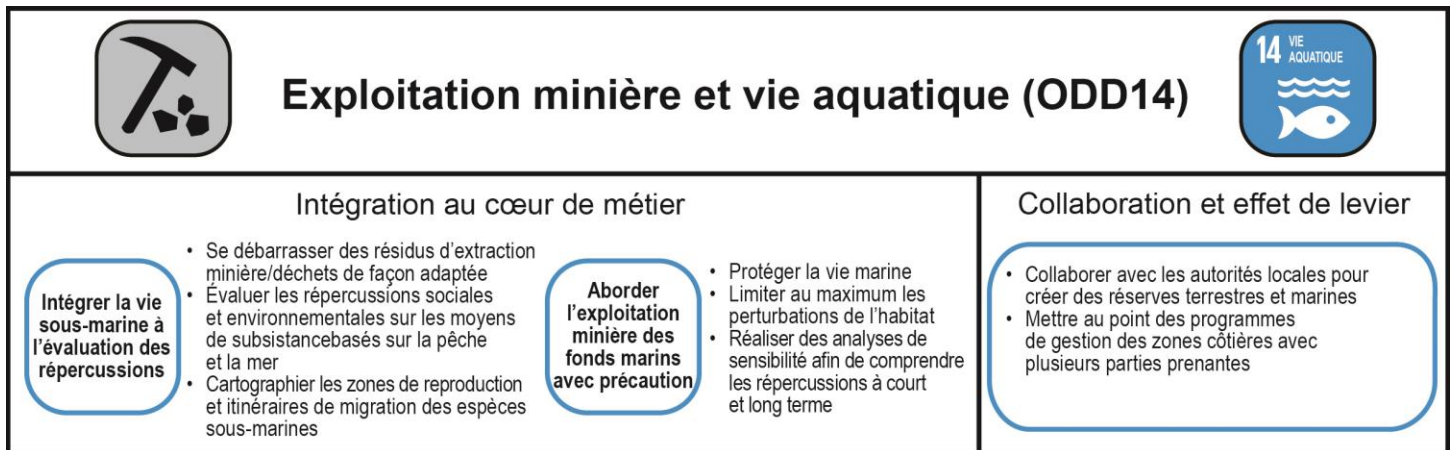 Exploitation minière et vie aquatique (ODD14)
14 VIE
AQUATIQUE
Intégration au cœur de métier
Intégrer la vie
sous-marine à
l’évaluation des
répercussions
• Se débarrasser des résidus d’extraction
minière/déchets de façon adaptée
• Évaluer les répercussions sociales
et environnementales sur les moyens
de subsistancebasés sur la pêche
et la mer
• Cartographier les zones de reproduction
et itinéraires de migration des espèces
sous-marines
Aborder
l’exploitation
minière des
fonds marins
avec précaution
• Protéger la vie marine
• Limiter au maximum les
perturbations de l’habitat
• Réaliser des analyses de
sensibilité afin de comprendre
les répercussions à court
et long terme
Collaboration et effet de levier
• Collaborer avec les autorités locales pour
créer des réserves terrestres et marines
• Mettre au point des programmes
de gestion des zones côtières avec
plusieurs parties prenantes